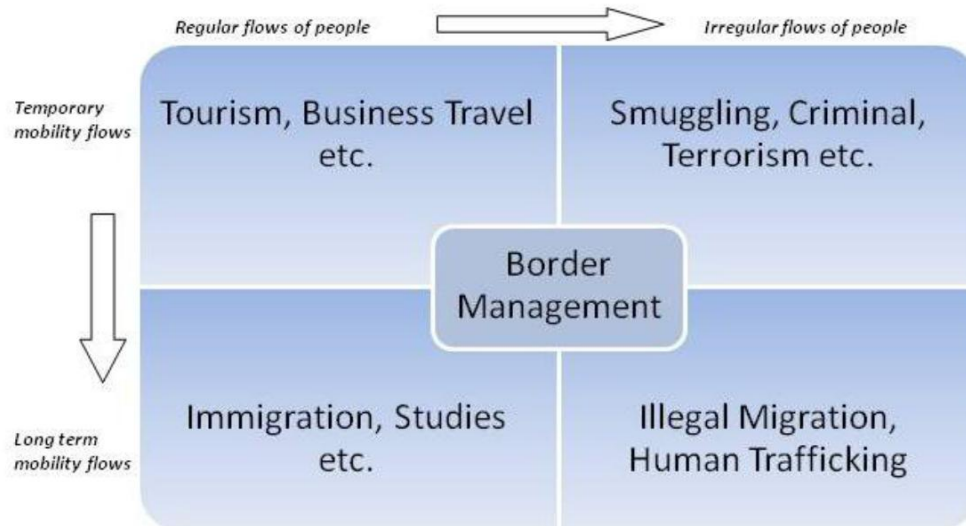 Regular flows of people
Irregular flows of people
Temporary
mobility flows
Tourism, Business Travel
etc.
Smuggling, Criminal,
Terrorism etc.
Border
Management
Long term
mobility flows
Immigration, Studies
etc.
Illegal Migration,
Human Trafficking